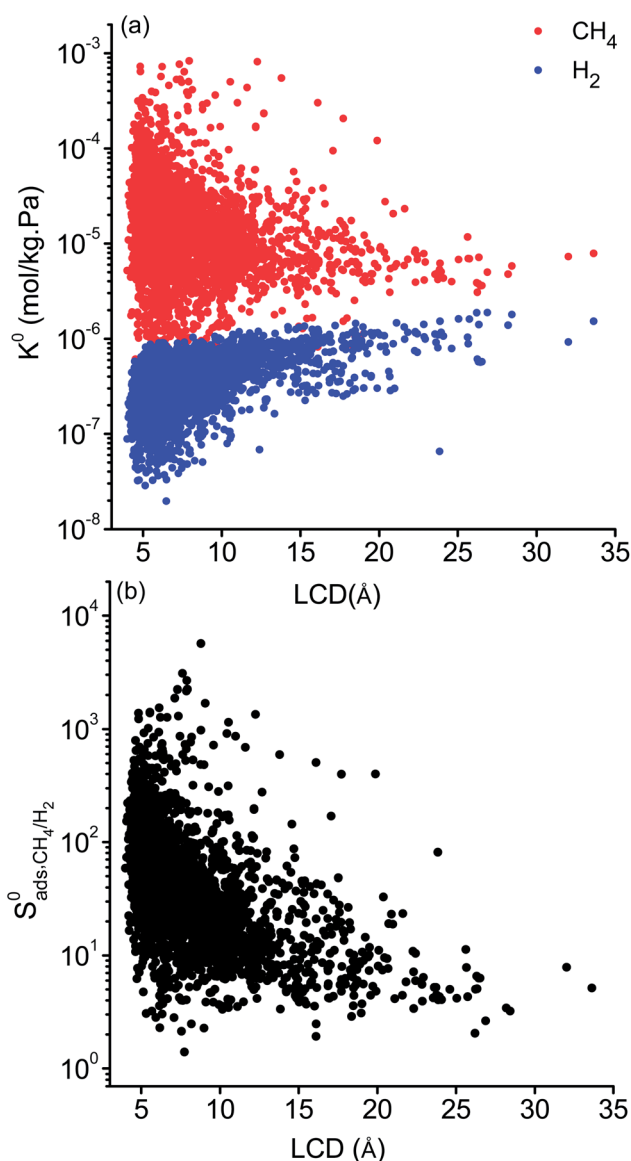 (a)
CH₄
H₂
10⁻³
10⁻⁴
10⁻⁵
10⁻⁶
10⁻⁷
10⁻⁸
K⁰ (mol/kg.Pa)
5 10 15 20 25 30 35
LCD(Å)
(b)
10⁴
10³
10²
10¹
10⁰
S⁰ads,CH₄/H₂
5 10 15 20 25 30 35
LCD (Å)